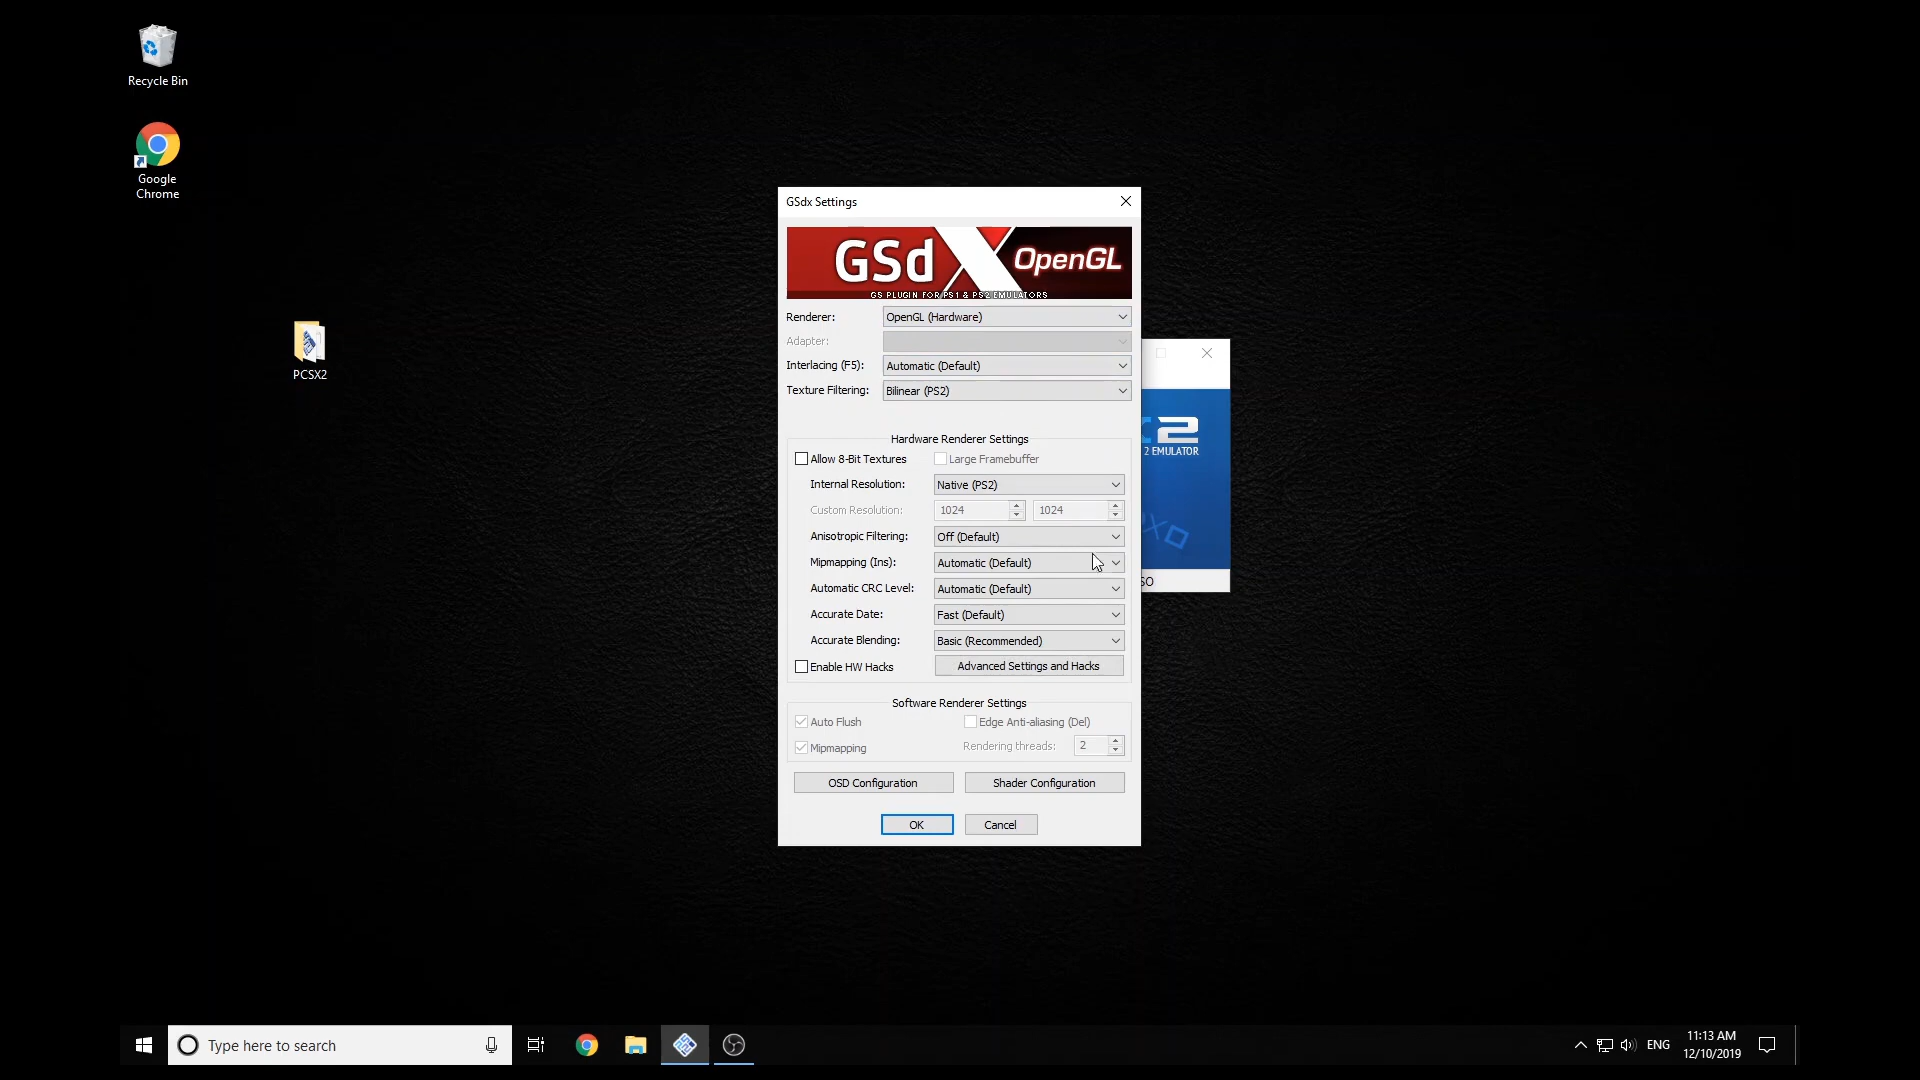 Recycle Bin
Google
Chrome
PCSX2
GSdx Settings
GSdX OpenGL
GS PLUGIN FOR PS1 & PS2 EMULATORS
Renderer: OpenGL (Hardware)
Adapter:
Interlacing (F5): Automatic (Default)
Texture Filtering: Bilinear (PS2)
Hardware Renderer Settings
Allow 8-Bit Textures Large Framebuffer
Internal Resolution: Native (PS2)
Custom Resolution: 1024 1024
Anisotropic Filtering: Off (Default)
Mipmapping (Ins): Automatic (Default)
Automatic CRC Level: Automatic (Default)
Accurate Date: Fast (Default)
Accurate Blending: Basic (Recommended)
Enable HW Hacks Advanced Settings and Hacks
Software Renderer Settings
Auto Flush Edge Anti-aliasing (Del)
Mipmapping Rendering threads: 2
OSD Configuration Shader Configuration
OK Cancel
2
2 EMULATOR
SO
Type here to search
ENG
11:13 AM
12/10/2019